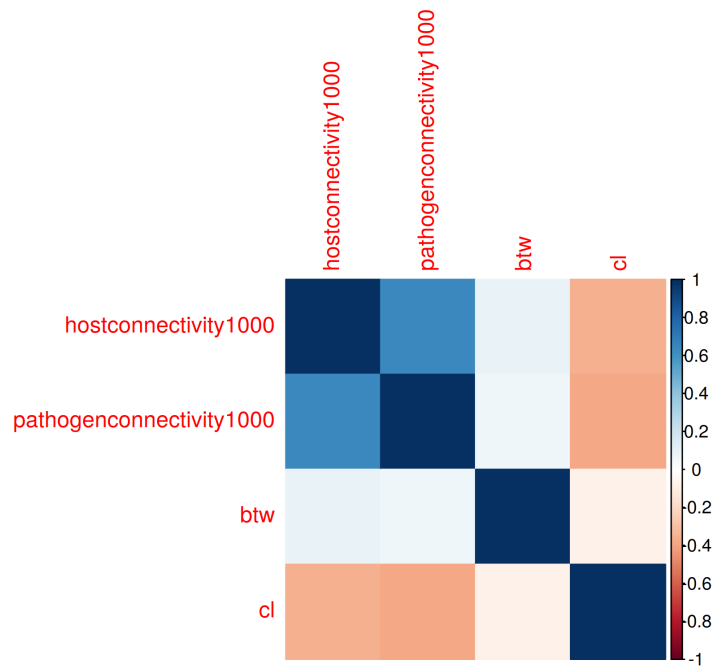 hostconnectivity1000
pathogenconnectivity1000
btw
cl
hostconnectivity1000
pathogenconnectivity1000
btw
cl
1
0.8
0.6
0.4
0.2
0
-0.2
-0.4
-0.6
-0.8
-1